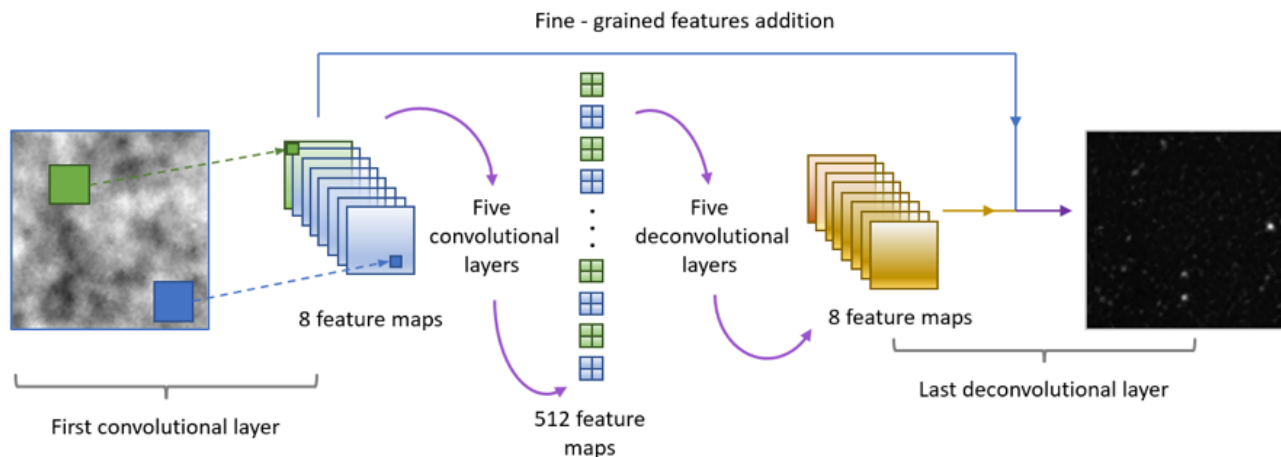 Fine - grained features addition
Five
convolutional
layers
Five
deconvolutional
layers
8 feature maps
8 feature maps
512 feature
maps
First convolutional layer
Last deconvolutional layer